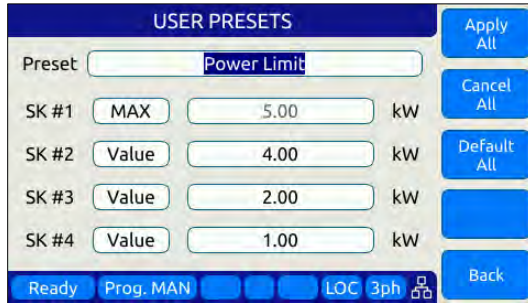 USER PRESETS
Preset Power Limit
SK #1 MAX 5.00 kW
SK #2 Value 4.00 kW
SK #3 Value 2.00 kW
SK #4 Value 1.00 kW
Ready Prog. MAN LOC 3ph
Apply
All
Cancel
All
Default
All
Back